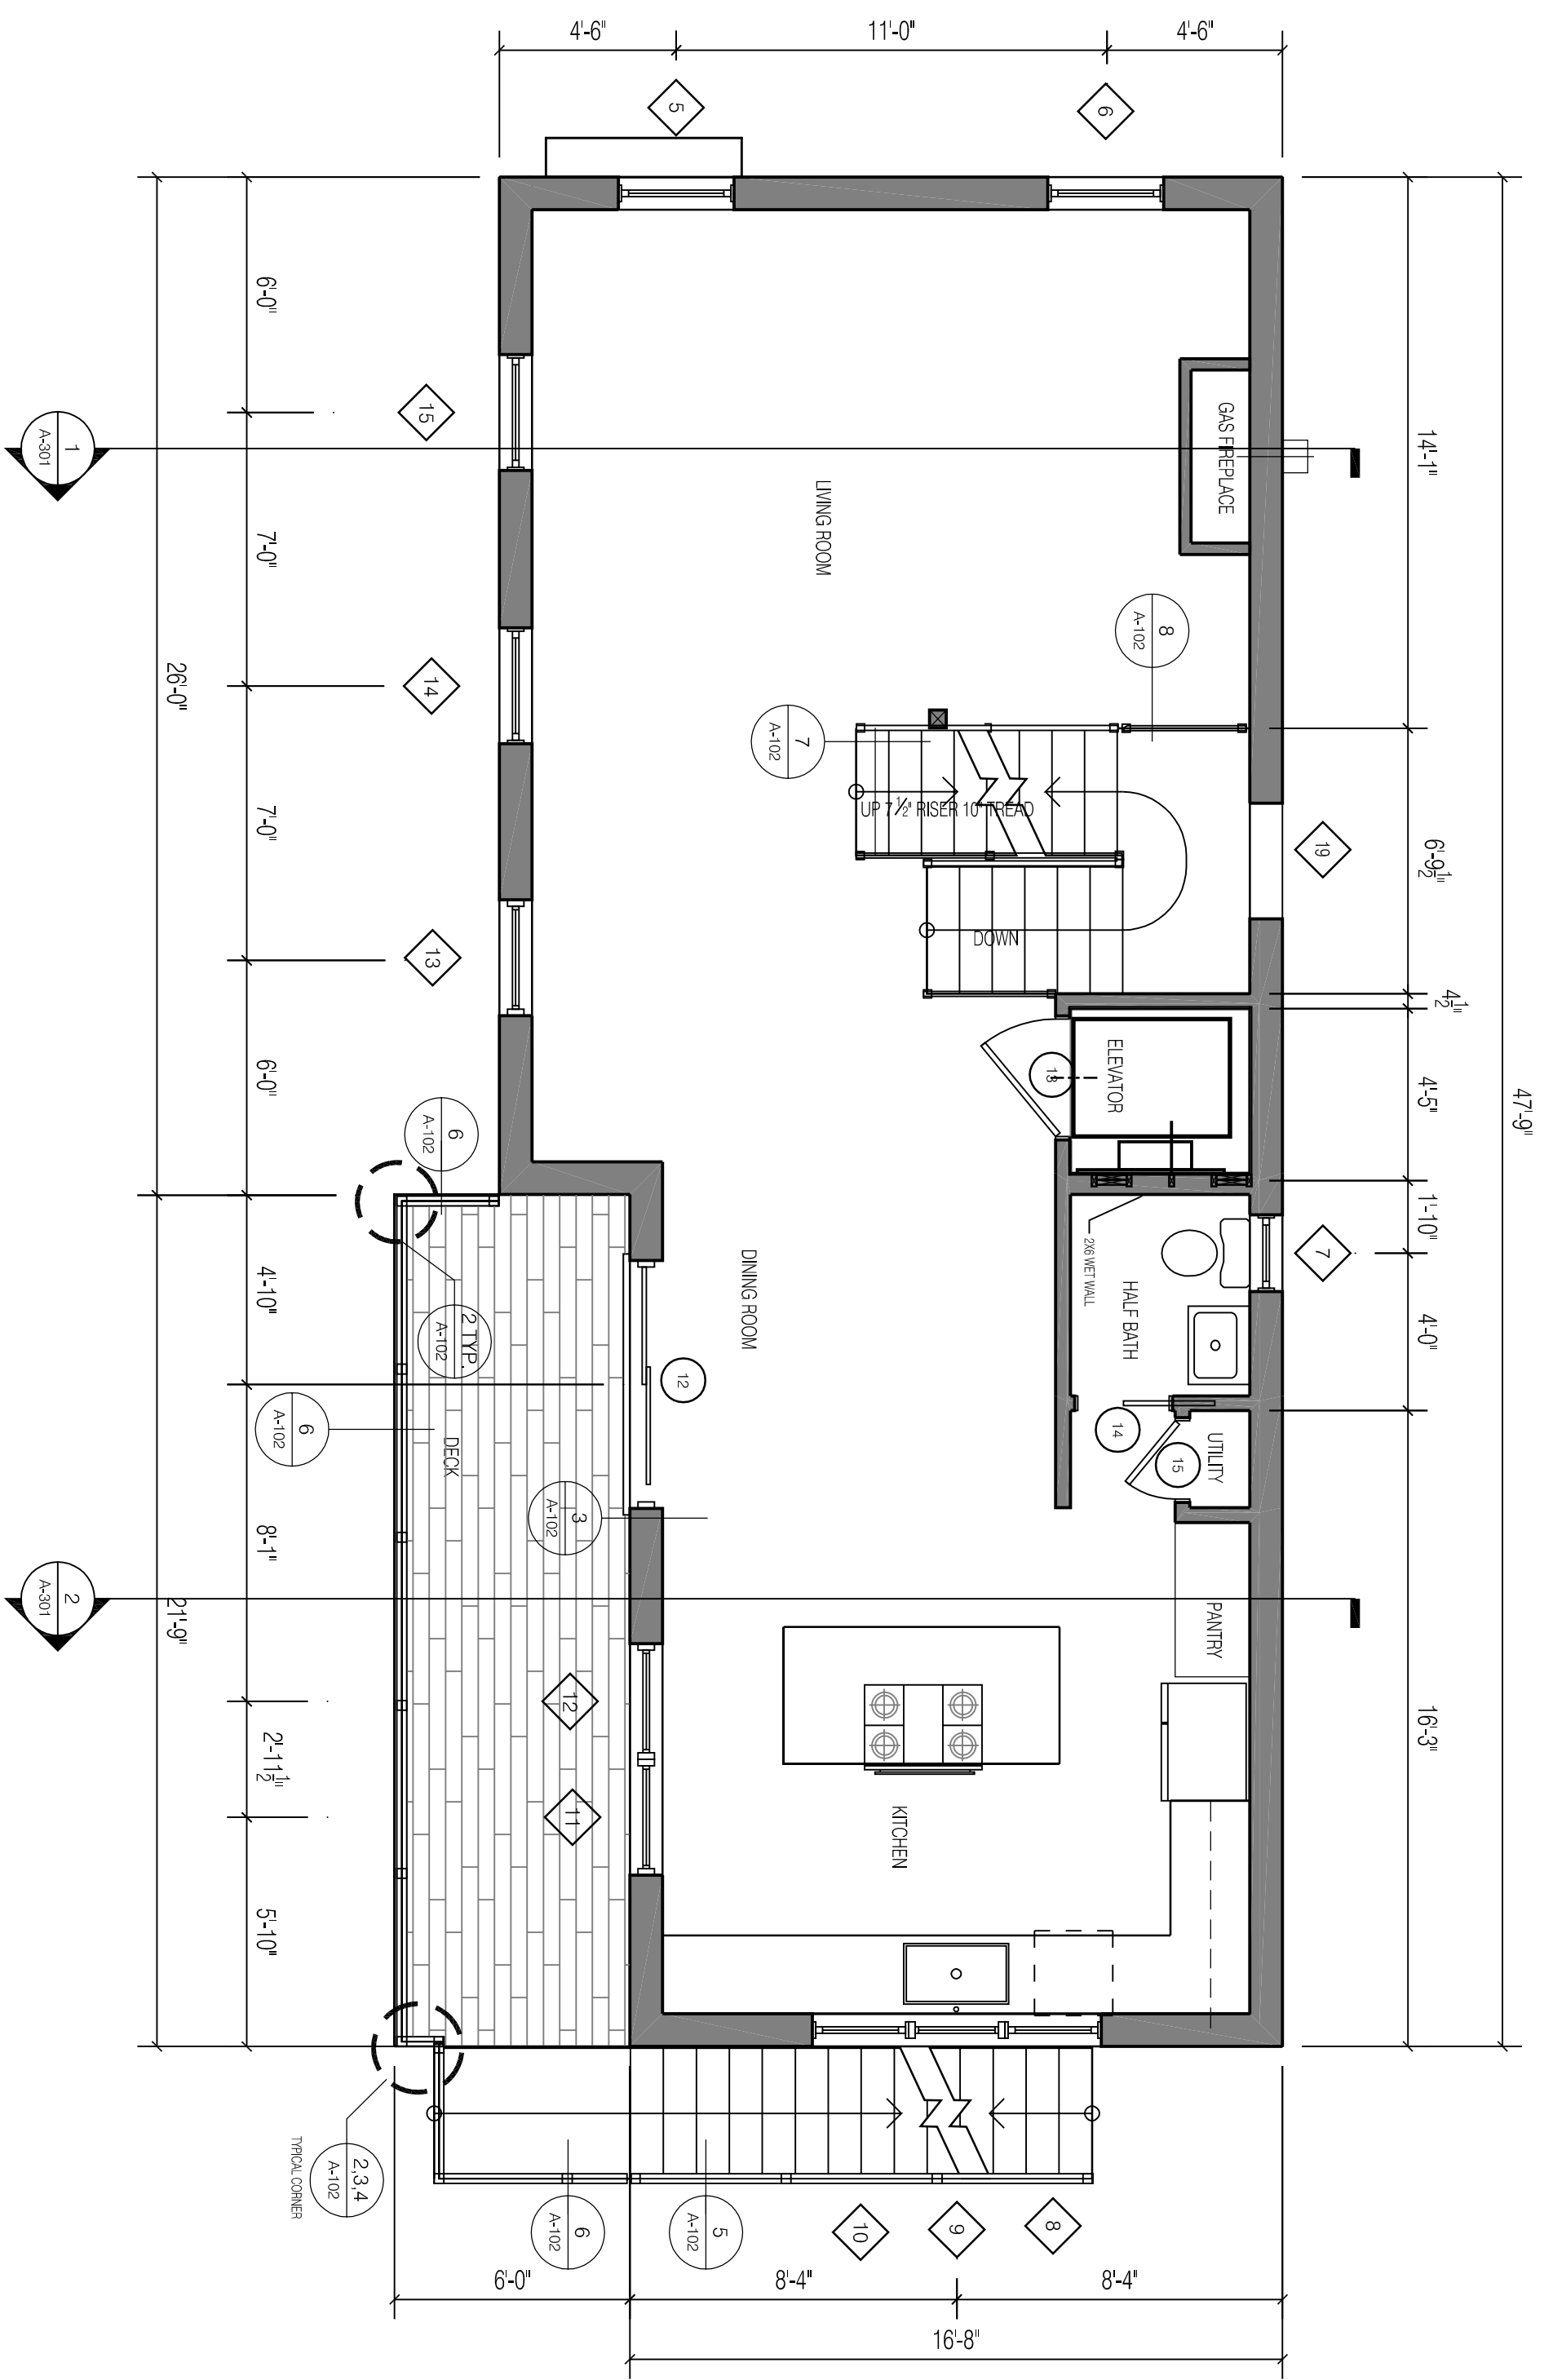 4'-6"
11'-0"
4'-6"
5
6
47'-9"
14'-1"
6'-9½"
4½"
4'-5"
1'-10"
4'-0"
16'-3"
19
7
GAS FIREPLACE
LIVING ROOM
8
A-102
7
A-102
UP 7 ½" RISER 10" TREAD
DOWN
ELEVATOR
13
2X6 WET WALL
HALF BATH
14
UTILITY
15
PANTRY
DINING ROOM
12
KITCHEN
3
A-102
12
11
DECK
2 TYP.
A-102
6
A-102
6
A-102
15
14
13
6'-0"
7'-0"
7'-0"
6'-0"
4'-10"
8'-1"
2'-11½"
5'-10"
26'-0"
21'-9"
1
A-301
2
A-301
TYPICAL CORNER
2,3,4
A-102
6
A-102
5
A-102
10
9
8
6'-0"
8'-4"
8'-4"
16'-8"